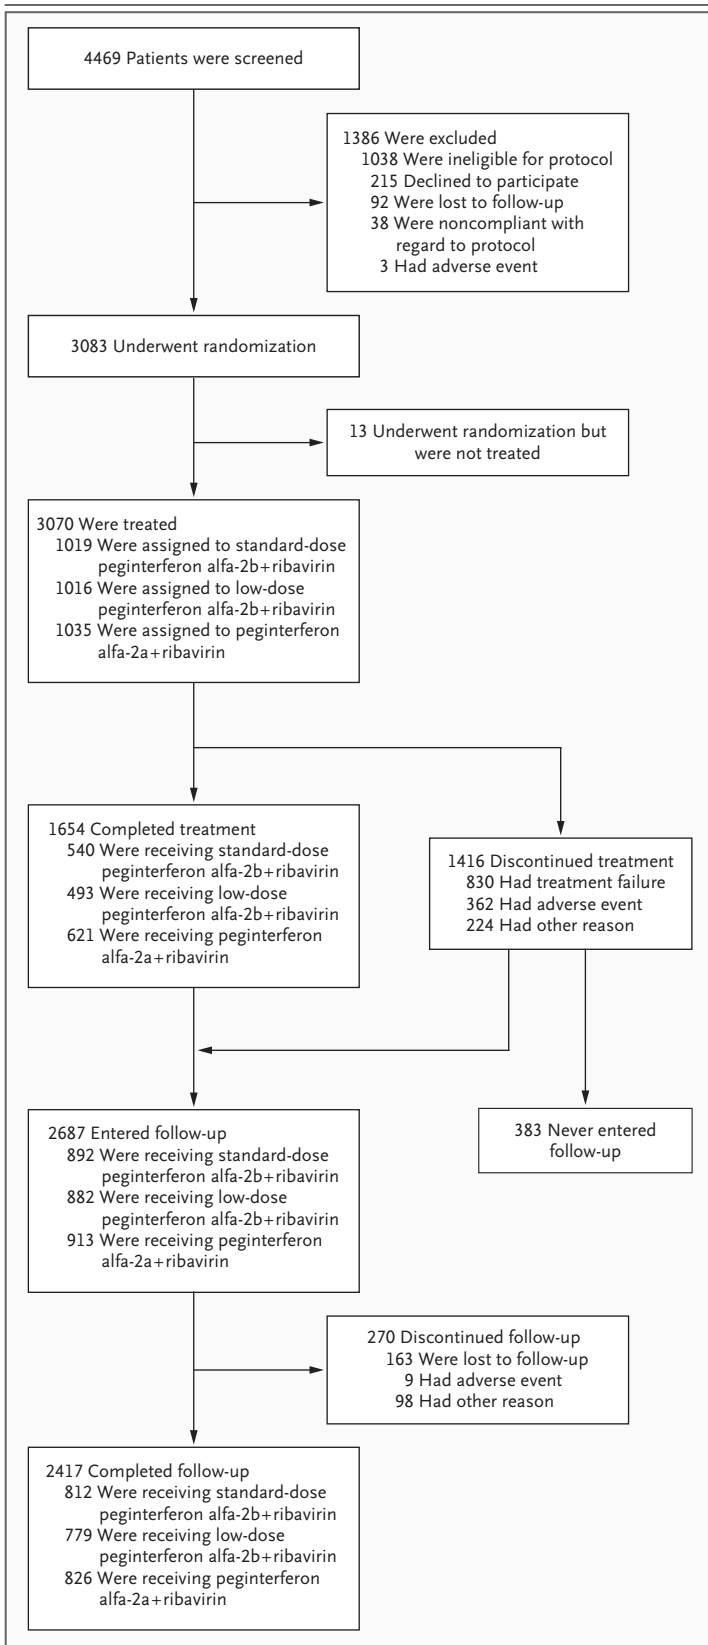 4469 Patients were screened
1386 Were excluded
1038 Were ineligible for protocol
215 Declined to participate
92 Were lost to follow-up
38 Were noncompliant with
regard to protocol
3 Had adverse event
3083 Underwent randomization
13 Underwent randomization but
were not treated
3070 Were treated
1019 Were assigned to standard-dose
peginterferon alfa-2b+ribavirin
1016 Were assigned to low-dose
peginterferon alfa-2b+ribavirin
1035 Were assigned to peginterferon
alfa-2a+ribavirin
1654 Completed treatment
540 Were receiving standard-dose
peginterferon alfa-2b+ribavirin
493 Were receiving low-dose
peginterferon alfa-2b+ribavirin
621 Were receiving peginterferon
alfa-2a+ribavirin
1416 Discontinued treatment
830 Had treatment failure
362 Had adverse event
224 Had other reason
2687 Entered follow-up
892 Were receiving standard-dose
peginterferon alfa-2b+ribavirin
882 Were receiving low-dose
peginterferon alfa-2b+ribavirin
913 Were receiving peginterferon
alfa-2a+ribavirin
383 Never entered
follow-up
270 Discontinued follow-up
163 Were lost to follow-up
9 Had adverse event
98 Had other reason
2417 Completed follow-up
812 Were receiving standard-dose
peginterferon alfa-2b+ribavirin
779 Were receiving low-dose
peginterferon alfa-2b+ribavirin
826 Were receiving peginterferon
alfa-2a+ribavirin